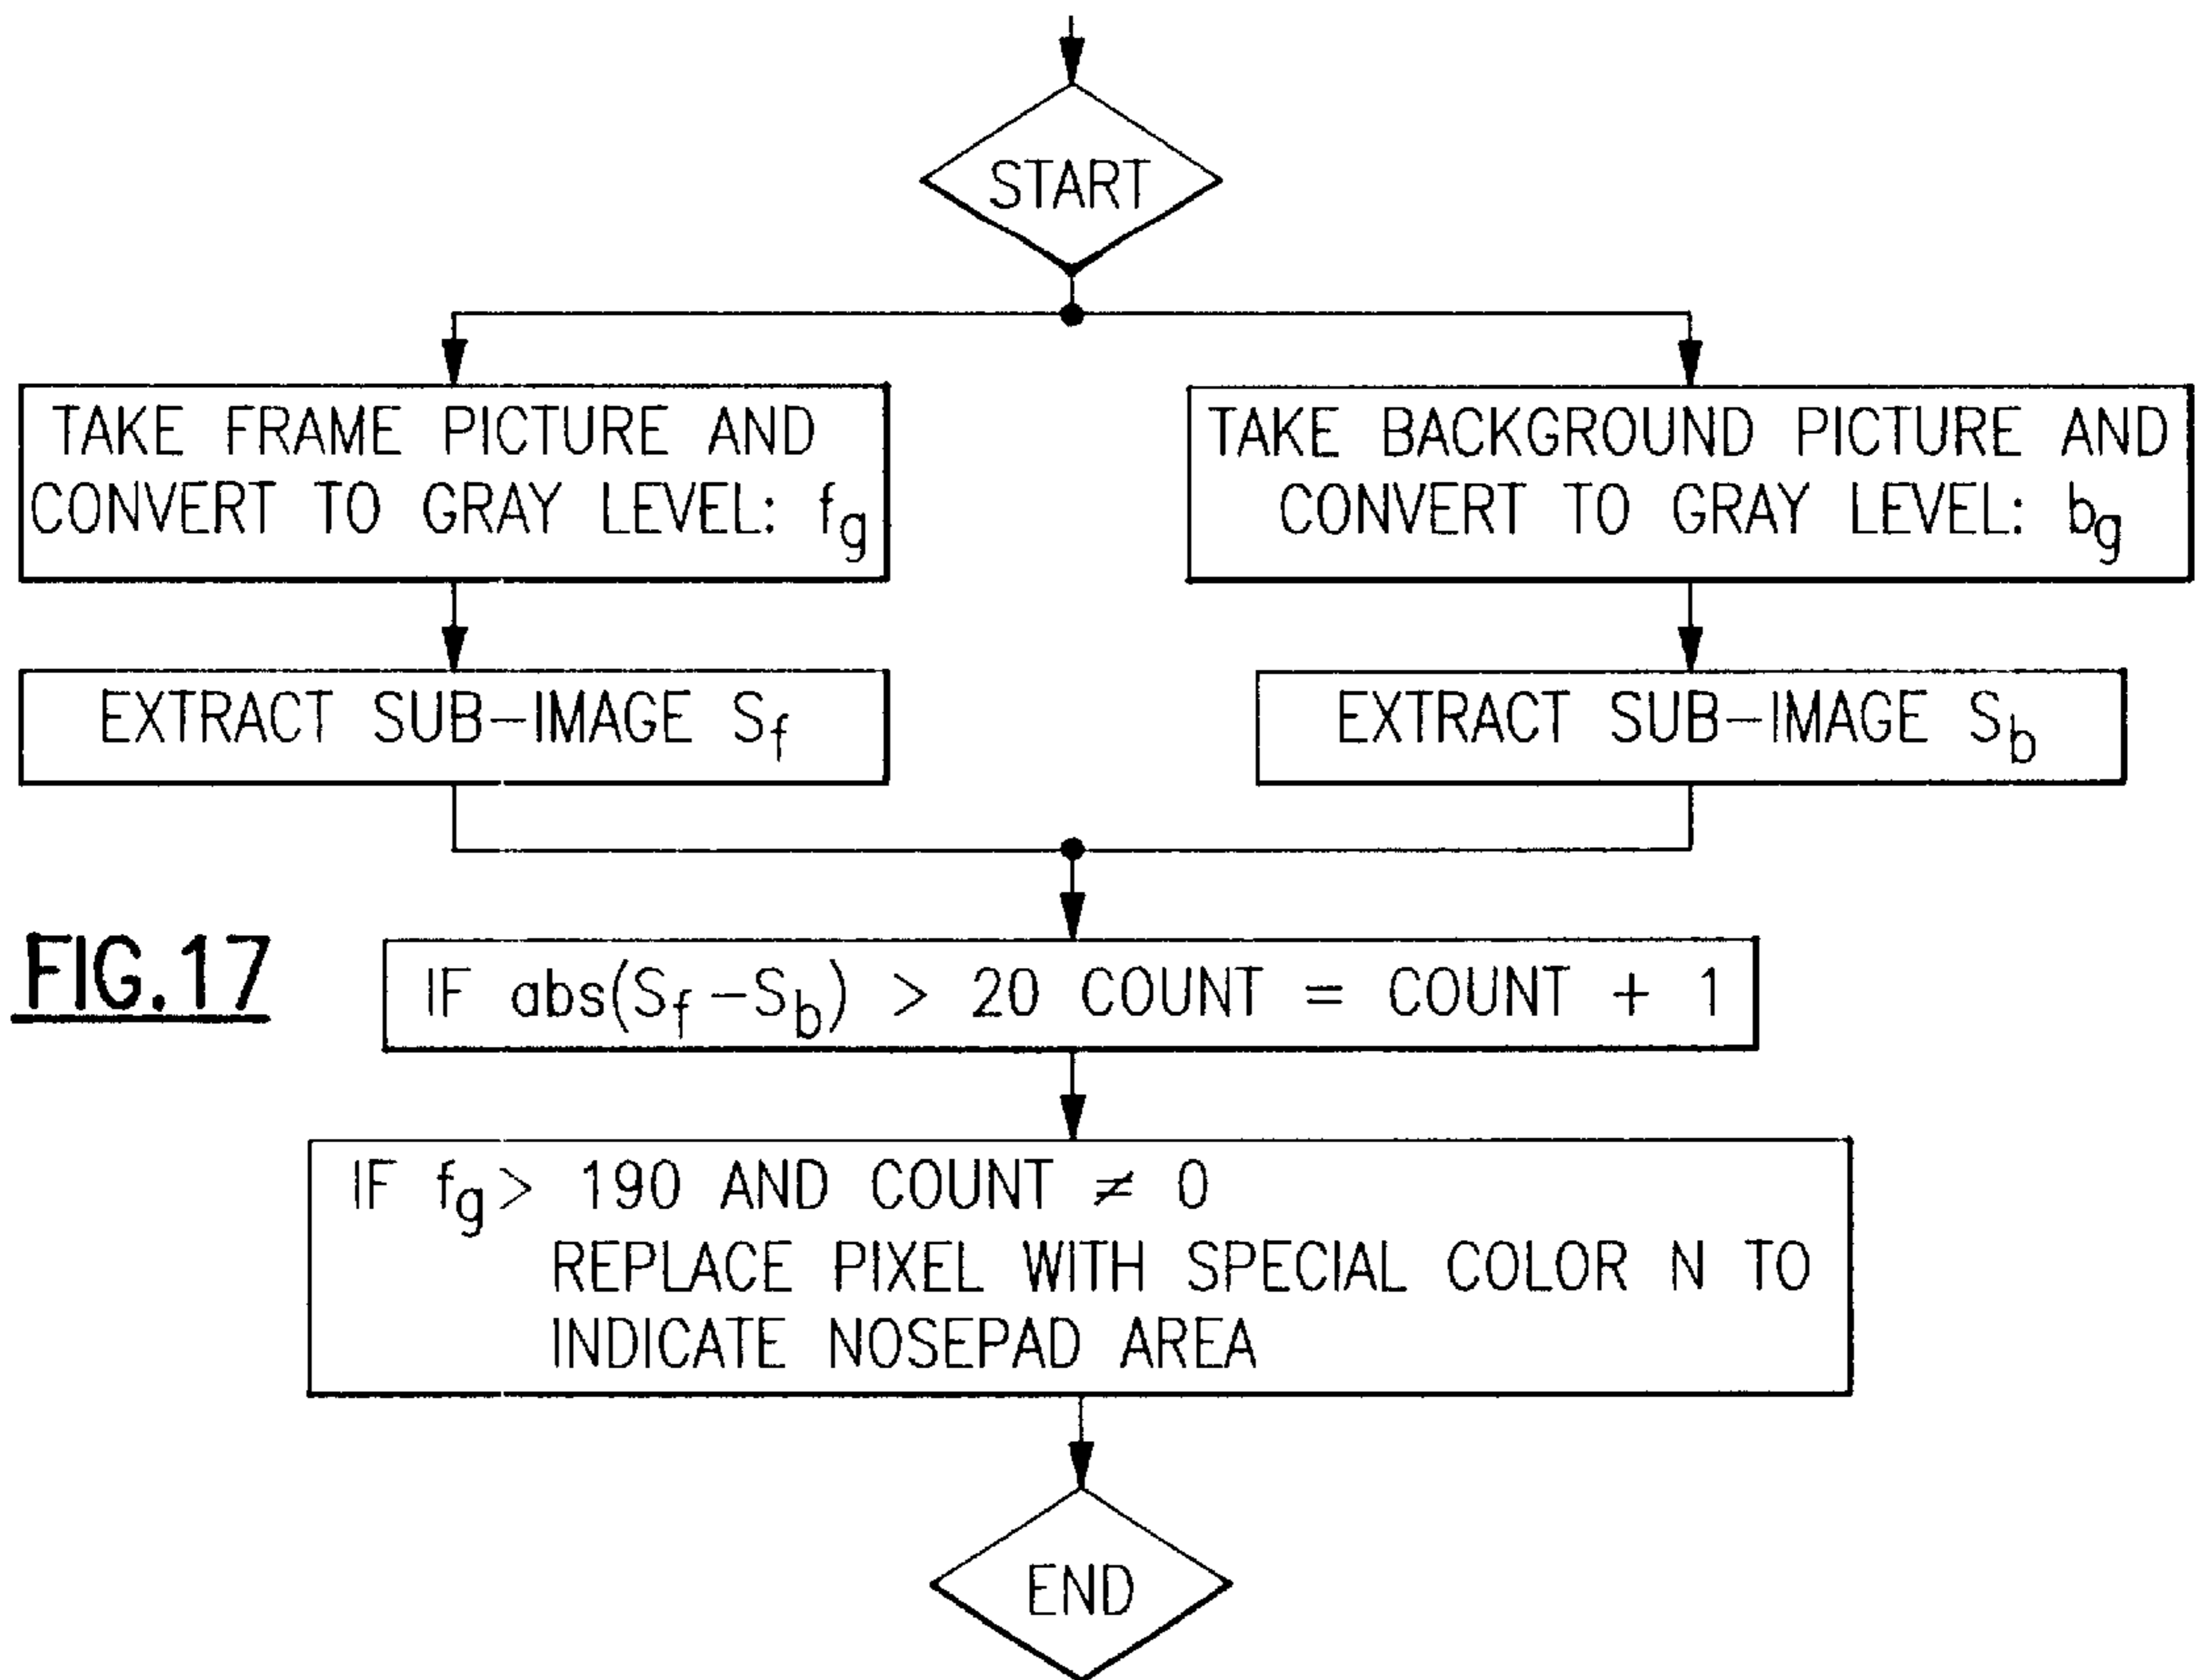 START
TAKE FRAME PICTURE AND
CONVERT TO GRAY LEVEL: fg
TAKE BACKGROUND PICTURE AND
CONVERT TO GRAY LEVEL: bg
EXTRACT SUB-IMAGE Sf
EXTRACT SUB-IMAGE Sb
FIG.17
IF abs(Sf-Sb) > 20 COUNT = COUNT + 1
IF fg > 190 AND COUNT ≠ 0
REPLACE PIXEL WITH SPECIAL COLOR N TO
INDICATE NOSEPAD AREA
END